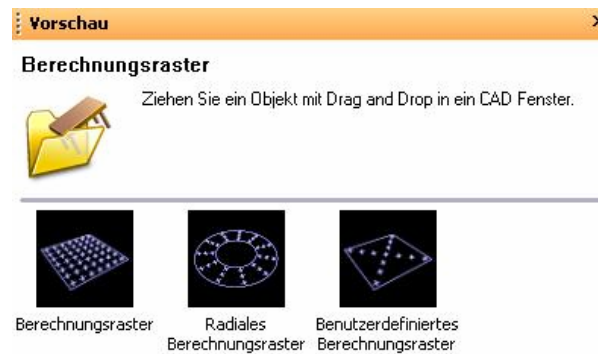 Vorschau
Berechnungsraster
Ziehen Sie ein Objekt mit Drag and Drop in ein CAD Fenster.
Berechnungsraster
Radiales
Berechnungsraster
Benutzerdefiniertes
Berechnungsraster